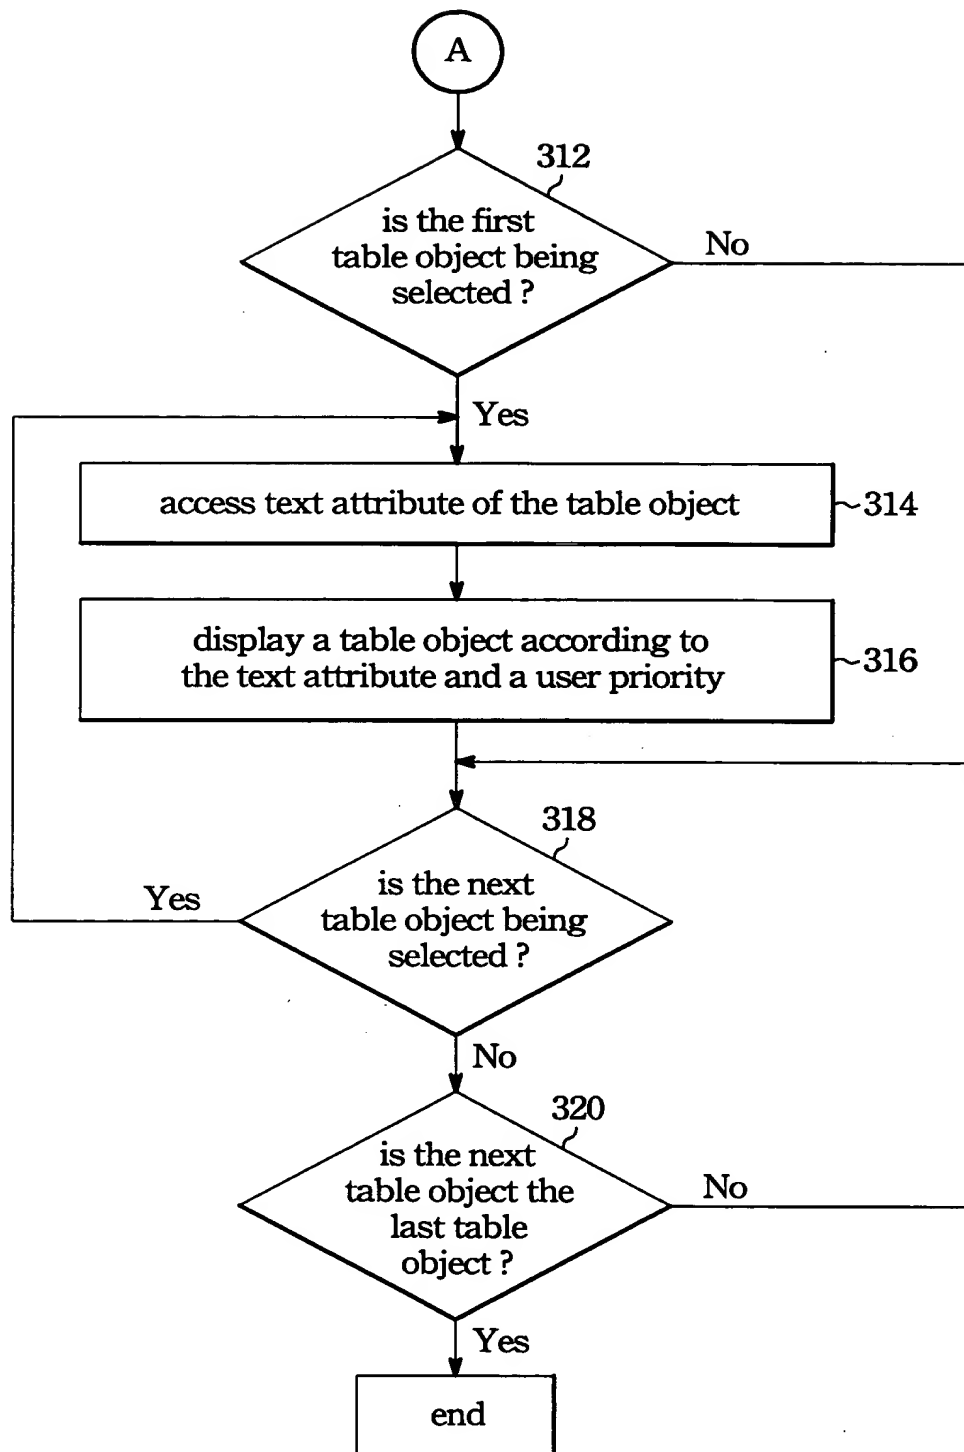 A
312
is the first
table object being
selected ?
No
Yes
access text attribute of the table object
314
display a table object according to
the text attribute and a user priority
316
318
is the next
table object being
selected ?
Yes
No
320
is the next
table object the
last table
object ?
No
Yes
end